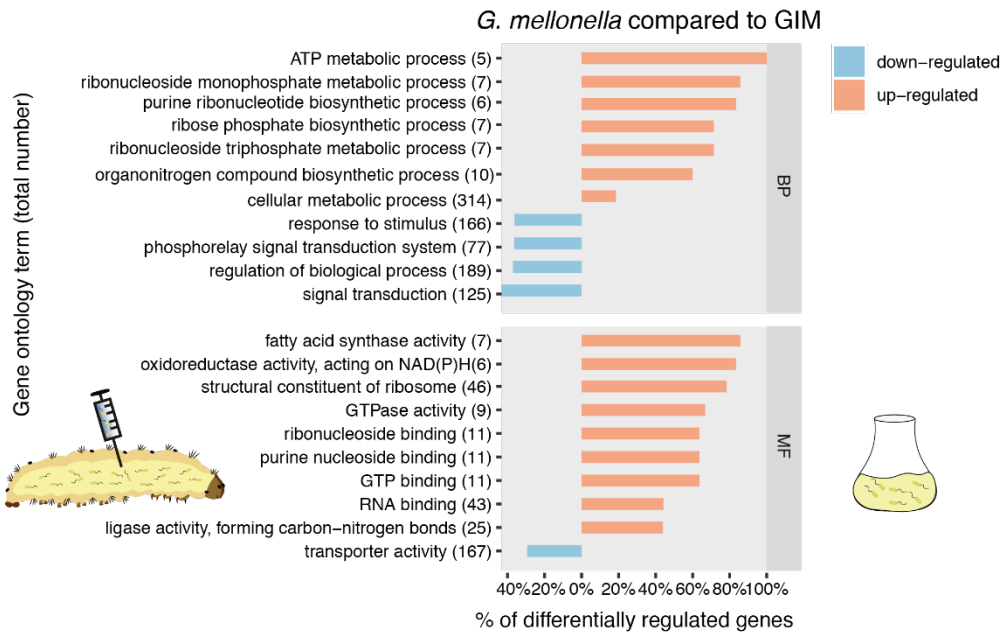 G. mellonella compared to GIM
down−regulated
up−regulated
Gene ontology term (total number)
ATP metabolic process (5)
ribonucleoside monophosphate metabolic process (7)
purine ribonucleotide biosynthetic process (6)
ribose phosphate biosynthetic process (7)
ribonucleoside triphosphate metabolic process (7)
organonitrogen compound biosynthetic process (10)
cellular metabolic process (314)
response to stimulus (166)
phosphorelay signal transduction system (77)
regulation of biological process (189)
signal transduction (125)
BP
fatty acid synthase activity (7)
oxidoreductase activity, acting on NAD(P)H(6)
structural constituent of ribosome (46)
GTPase activity (9)
ribonucleoside binding (11)
purine nucleoside binding (11)
GTP binding (11)
RNA binding (43)
ligase activity, forming carbon−nitrogen bonds (25)
transporter activity (167)
MF
40% 20% 0% 20% 40% 60% 80% 100%
% of differentially regulated genes